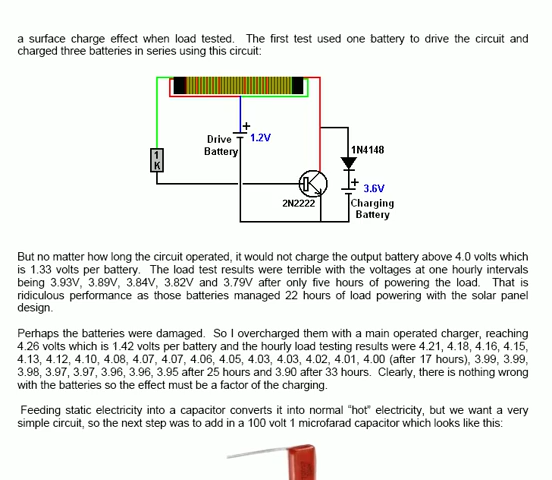 a surface charge effect when load tested. The first test used one battery to drive the circuit and
charged three batteries in series using this circuit:
+
Drive
Battery
1.2V
1
K
1N4148
+
3.6V
2N2222
Charging
Battery
But no matter how long the circuit operated, it would not charge the output battery above 4.0 volts which
is 1.33 volts per battery. The load test results were terrible with the voltages at one hourly intervals
being 3.93V, 3.89V, 3.84V, 3.82V and 3.79V after only five hours of powering the load. That is
ridiculous performance as those batteries managed 22 hours of load powering with the solar panel
design.
Perhaps the batteries were damaged. So I overcharged them with a main operated charger, reaching
4.26 volts which is 1.42 volts per battery and the hourly load testing results were 4.21, 4.18, 4.16, 4.15,
4.13, 4.12, 4.10, 4.08, 4.07, 4.07, 4.06, 4.05, 4.03, 4.03, 4.02, 4.01, 4.00 (after 17 hours), 3.99, 3.99,
3.98, 3.97, 3.97, 3.96, 3.96, 3.95 after 25 hours and 3.90 after 33 hours. Clearly, there is nothing wrong
with the batteries so the effect must be a factor of the charging.
Feeding static electricity into a capacitor converts it into normal "hot" electricity, but we want a very
simple circuit, so the next step was to add in a 100 volt 1 microfarad capacitor which looks like this: